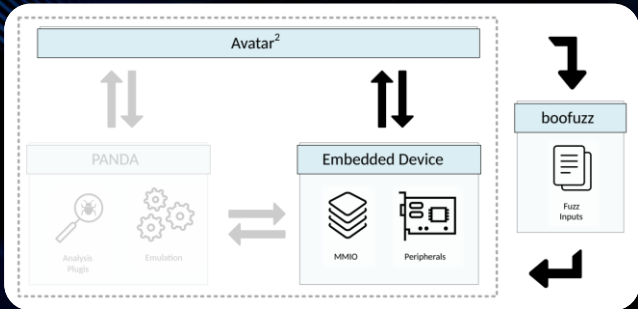 Avatar2
boofuzz
PANDA
Embedded Device
Fuzz
Inputs
Analysis
Plugis
Emulation
MMIO
Peripherals